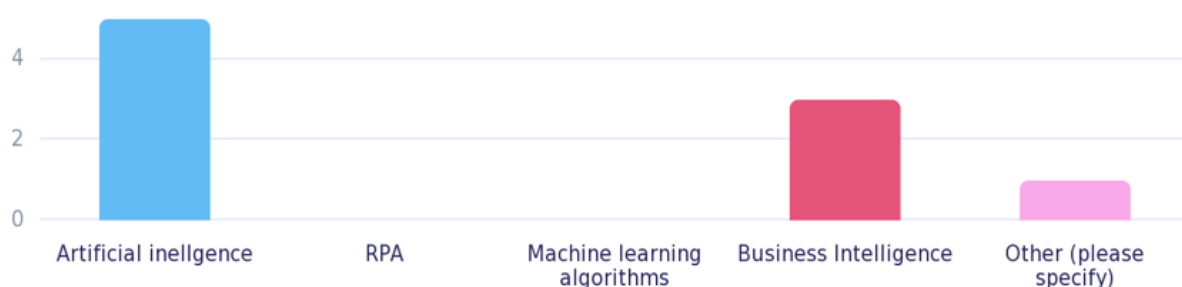 4
2
0
Artificial inellgence
RPA
Machine learning
algorithms
Business Intelligence
Other (please
specify)